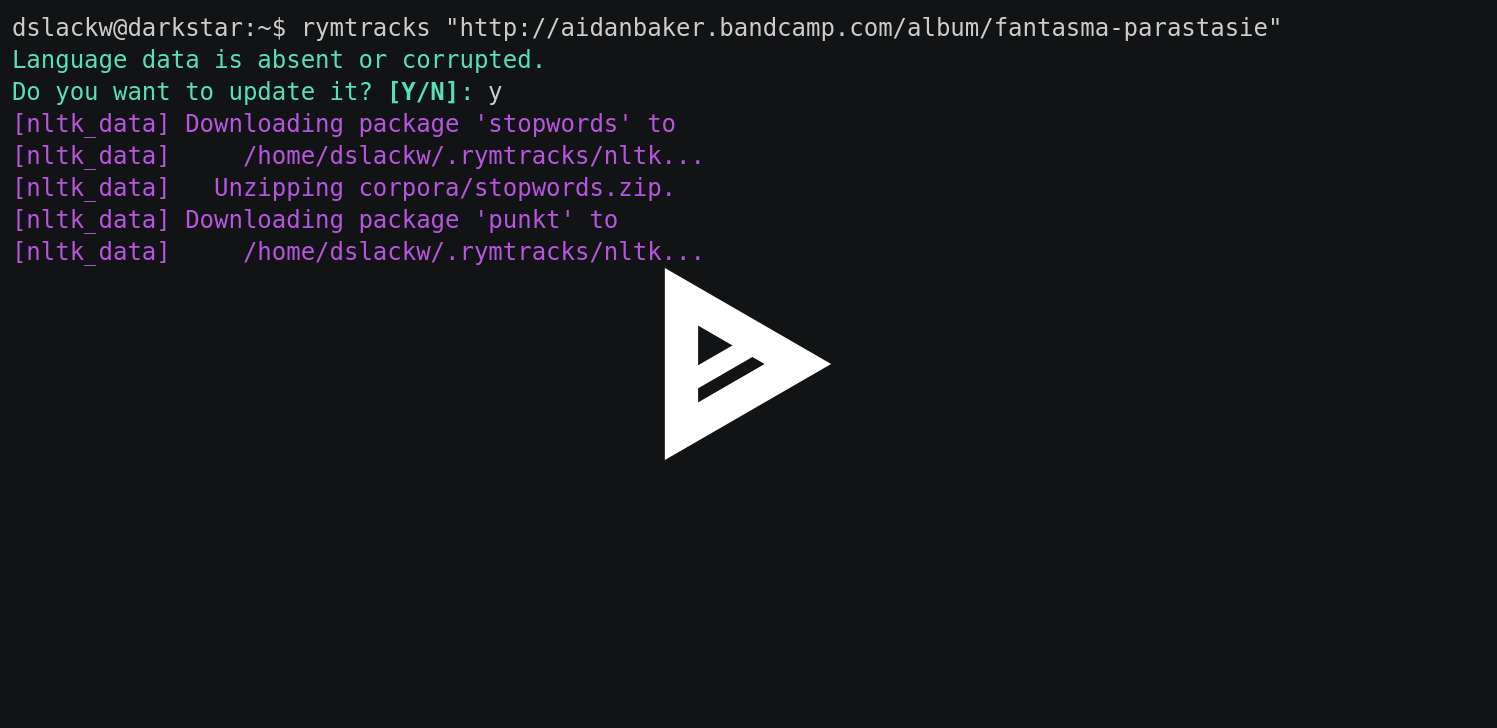 dslackw@darkstar:~$ rymtracks "http://aidanbaker.bandcamp.com/album/fantasma-parastasie"
Language data is absent or corrupted.
Do you want to update it? [Y/N]: y
[nltk_data] Downloading package 'stopwords' to
[nltk_data]     /home/dslackw/.rymtracks/nltk...
[nltk_data]   Unzipping corpora/stopwords.zip.
[nltk_data] Downloading package 'punkt' to
[nltk_data]     /home/dslackw/.rymtracks/nltk...